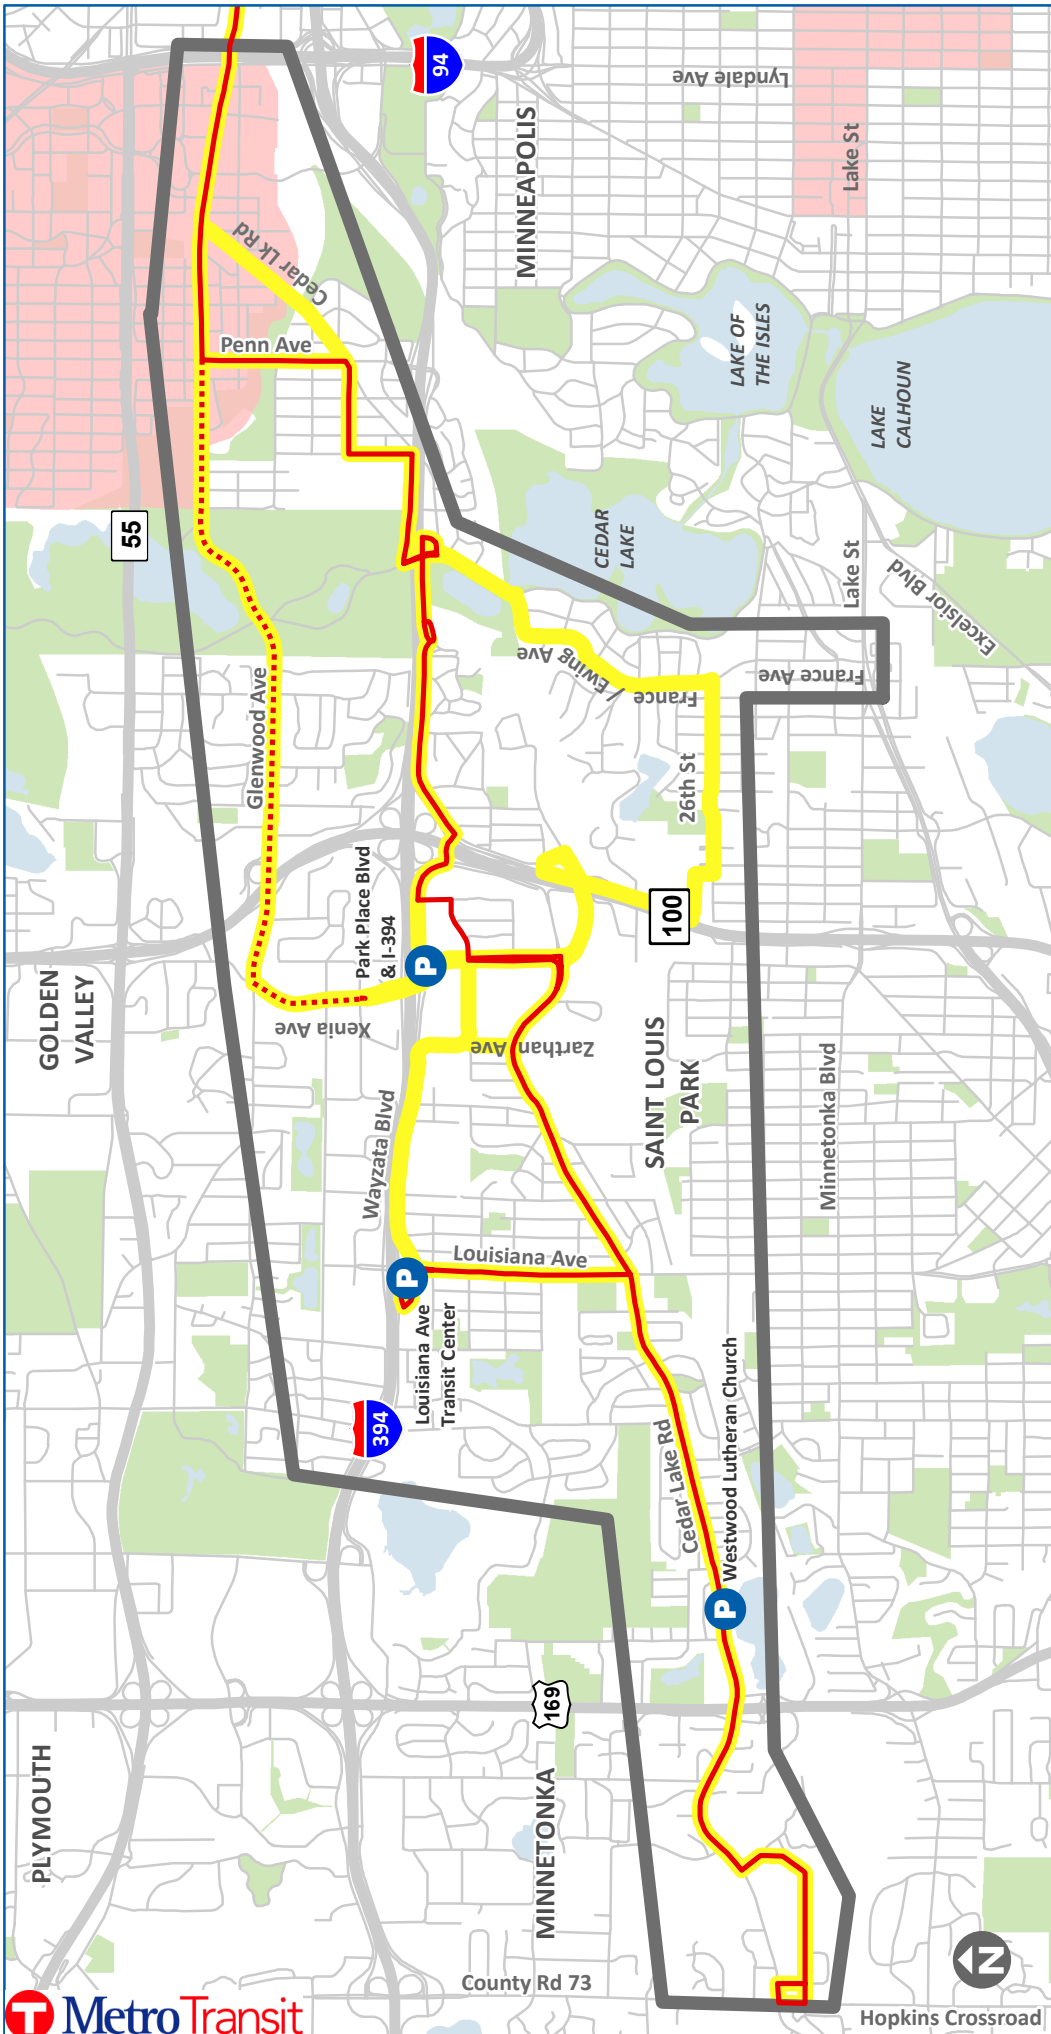 94
Lyndale Ave
MINNEAPOLIS
Lake St
Cedar Lk Rd
Penn Ave
LAKE OF
THE ISLES
LAKE
CALHOUN
55
CEDAR
LAKE
Lake St
Excelsior Blvd
France / Ewing Ave
France Ave
Glenwood Ave
26th St
Park Place Blvd
& I-394
P
100
GOLDEN
VALLEY
Xenia Ave
Zarthan Ave
SAINT LOUIS
PARK
Minnetonka Blvd
Wayzata Blvd
Louisiana Ave
P
Louisiana Ave
Transit Center
394
Cedar Lake Rd
Westwood Lutheran Church
P
169
PLYMOUTH
MINNETONKA
County Rd 73
N
Hopkins Crossroad
T MetroTransit